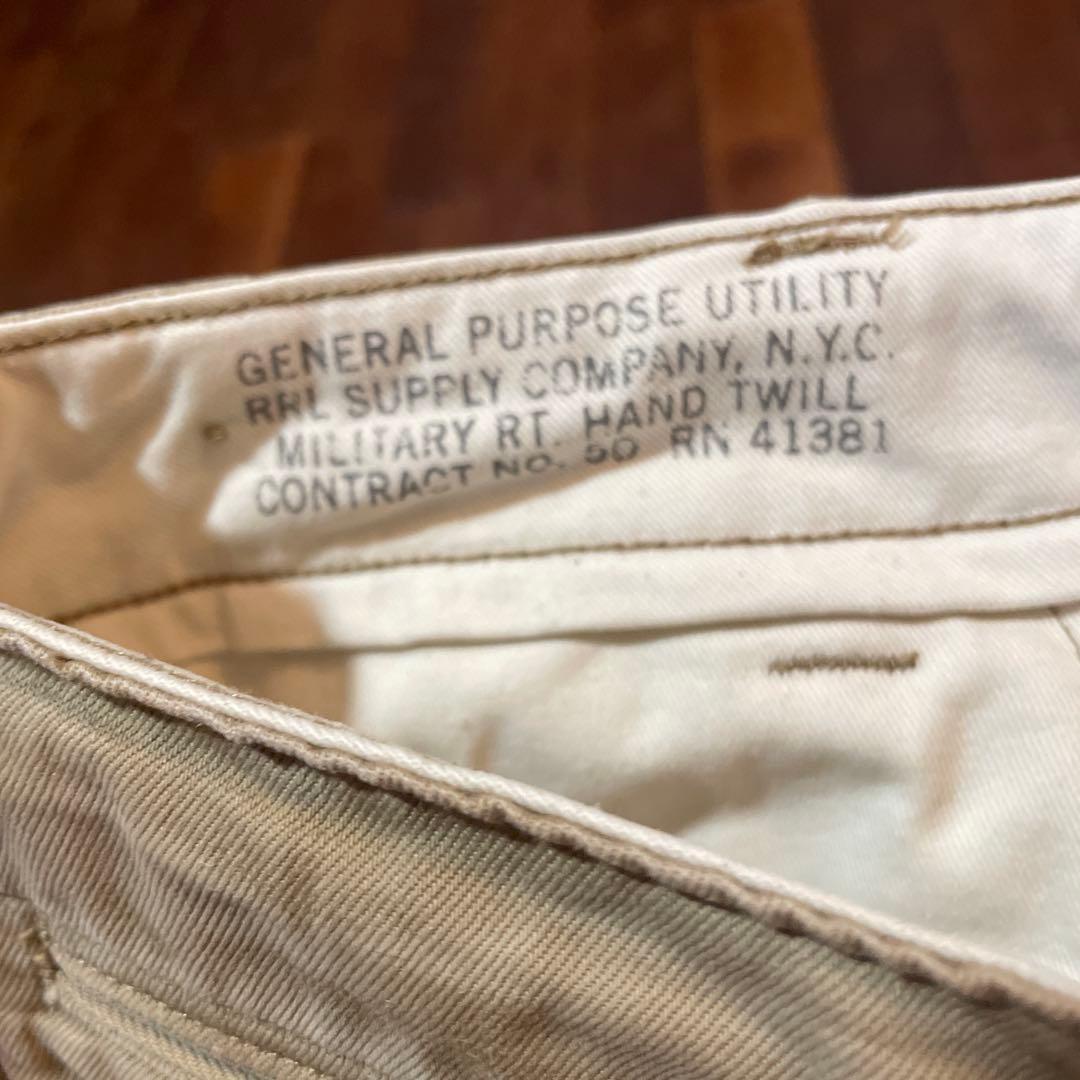 GENERAL PURPOSE UTILITY
RRL SUPPLY COMPANY, N.Y.C.
MILITARY RT. HAND TWILL
CONTRACT NO. 50 RN 41381